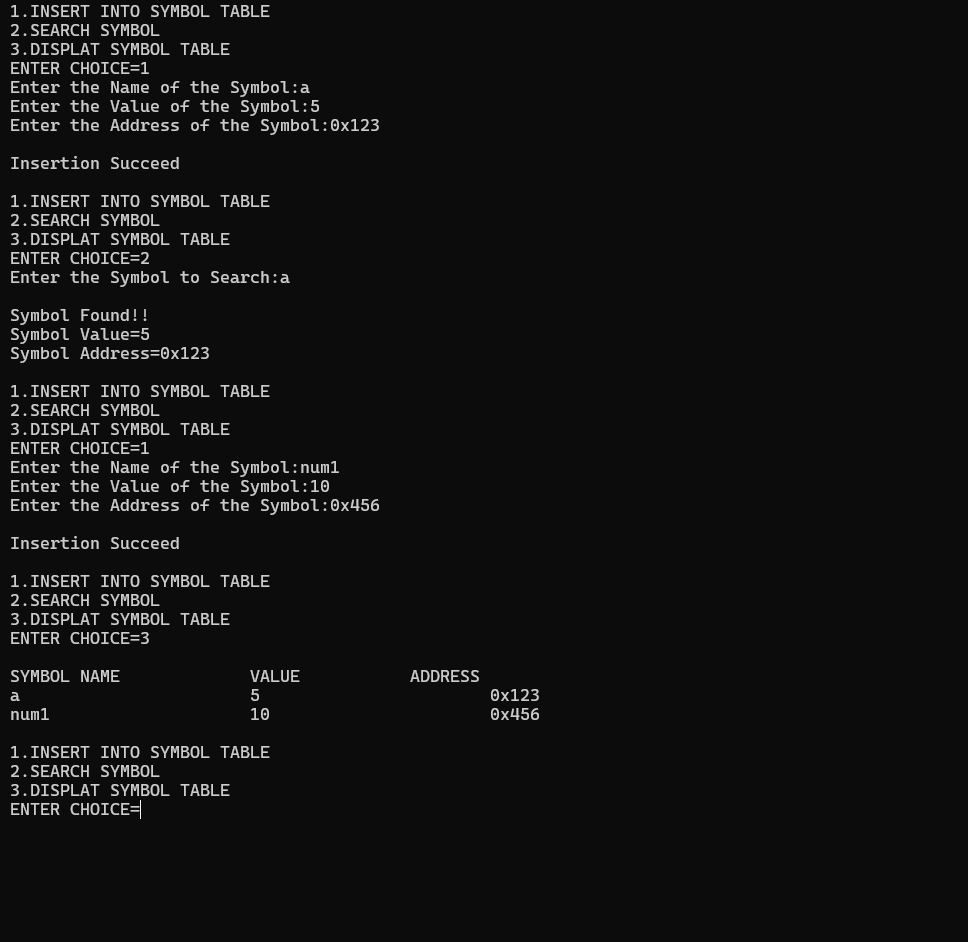 1.INSERT INTO SYMBOL TABLE
2.SEARCH SYMBOL
3.DISPLAT SYMBOL TABLE
ENTER CHOICE=1
Enter the Name of the Symbol:a
Enter the Value of the Symbol:5
Enter the Address of the Symbol:0x123

Insertion Succeed

1.INSERT INTO SYMBOL TABLE
2.SEARCH SYMBOL
3.DISPLAT SYMBOL TABLE
ENTER CHOICE=2
Enter the Symbol to Search:a

Symbol Found!!
Symbol Value=5
Symbol Address=0x123

1.INSERT INTO SYMBOL TABLE
2.SEARCH SYMBOL
3.DISPLAT SYMBOL TABLE
ENTER CHOICE=1
Enter the Name of the Symbol:num1
Enter the Value of the Symbol:10
Enter the Address of the Symbol:0x456

Insertion Succeed

1.INSERT INTO SYMBOL TABLE
2.SEARCH SYMBOL
3.DISPLAT SYMBOL TABLE
ENTER CHOICE=3

SYMBOL NAME             VALUE           ADDRESS
a                       5                       0x123
num1                    10                      0x456

1.INSERT INTO SYMBOL TABLE
2.SEARCH SYMBOL
3.DISPLAT SYMBOL TABLE
ENTER CHOICE=